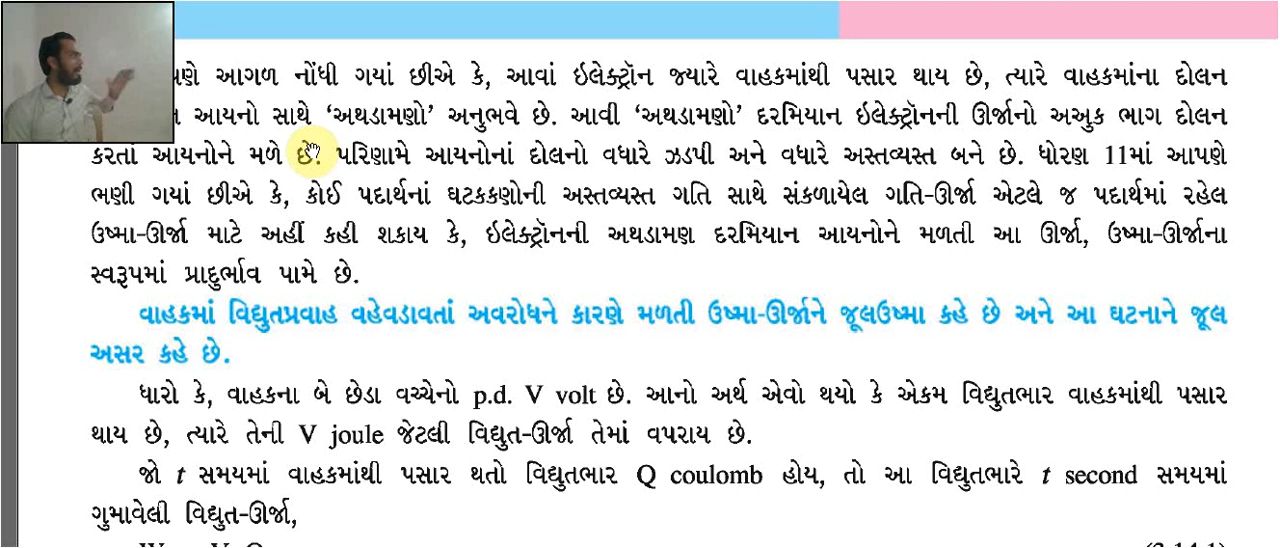 આગળ નોંધી ગયાં છીએ કે, આવાં ઇલેક્ટ્રૉન જ્યારે વાહકમાંથી પસાર થાય છે, ત્યારે વાહકમાંના દોલન
આયનો સાથે ‘અથડામણો’ અનુભવે છે. આવી ‘અથડામણો’ દરમિયાન ઇલેક્ટ્રૉનની ઊર્જાનો અમુક ભાગ દોલન
કરતાં આયનોને મળે છે. પરિણામે આયનોનાં દોલનો વધારે ઝડપી અને વધારે અસ્તવ્યસ્ત બને છે. ધોરણ 11માં આપણે
ભણી ગયાં છીએ કે, કોઈ પદાર્થનાં ઘટકકણોની અસ્તવ્યસ્ત ગતિ સાથે સંકળાયેલ ગતિ-ઊર્જા એટલે જ પદાર્થમાં રહેલ
ઉષ્મા-ઊર્જા માટે અહીં કહી શકાય કે, ઇલેક્ટ્રૉનની અથડામણ દરમિયાન આયનોને મળતી આ ઊર્જા, ઉષ્મા-ઊર્જાના
સ્વરૂપમાં પ્રાદુર્ભાવ પામે છે.
વાહકમાં વિદ્યુતપ્રવાહ વહેવડાવતાં અવરોધને કારણે મળતી ઉષ્મા-ઊર્જાને જૂલઉષ્મા કહે છે અને આ ઘટનાને જૂલ
અસર કહે છે.
ધારો કે, વાહકના બે છેડા વચ્ચેનો p.d. V volt છે. આનો અર્થ એવો થયો કે એકમ વિદ્યુતભાર વાહકમાંથી પસાર
થાય છે, ત્યારે તેની V joule જેટલી વિદ્યુત-ઊર્જા તેમાં વપરાય છે.
જો t સમયમાં વાહકમાંથી પસાર થતો વિદ્યુતભાર Q coulomb હોય, તો આ વિદ્યુતભારે t second સમયમાં
ગુમાવેલી વિદ્યુત-ઊર્જા,